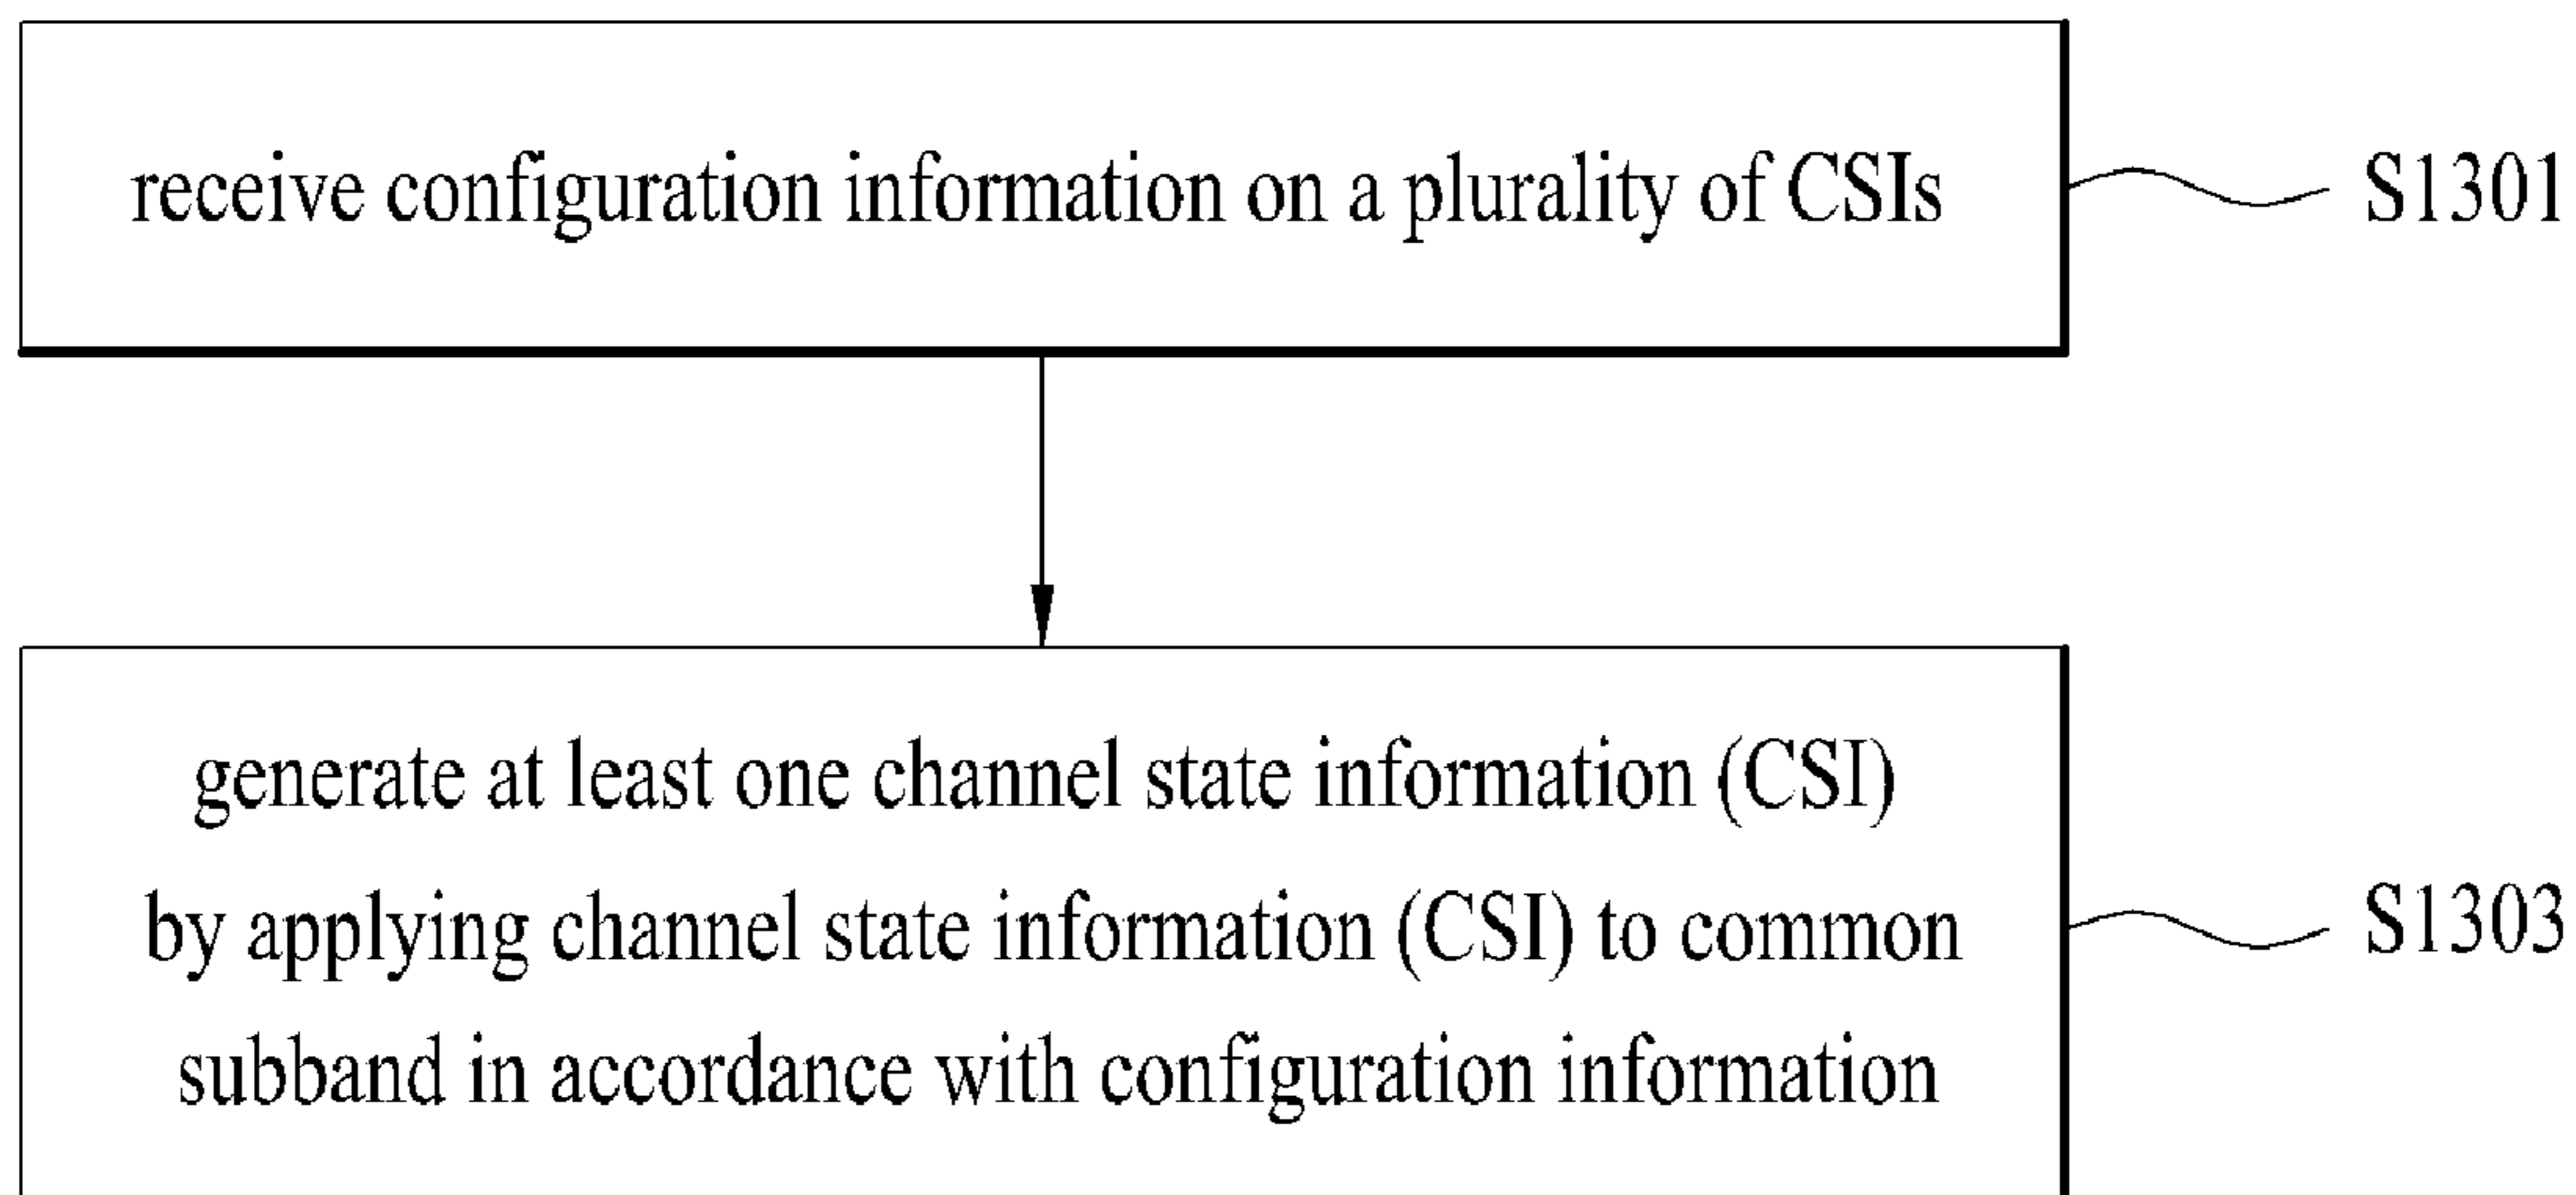 receive configuration information on a plurality of CSIs
S1301
generate at least one channel state information (CSI)
by applying channel state information (CSI) to common
subband in accordance with configuration information
S1303